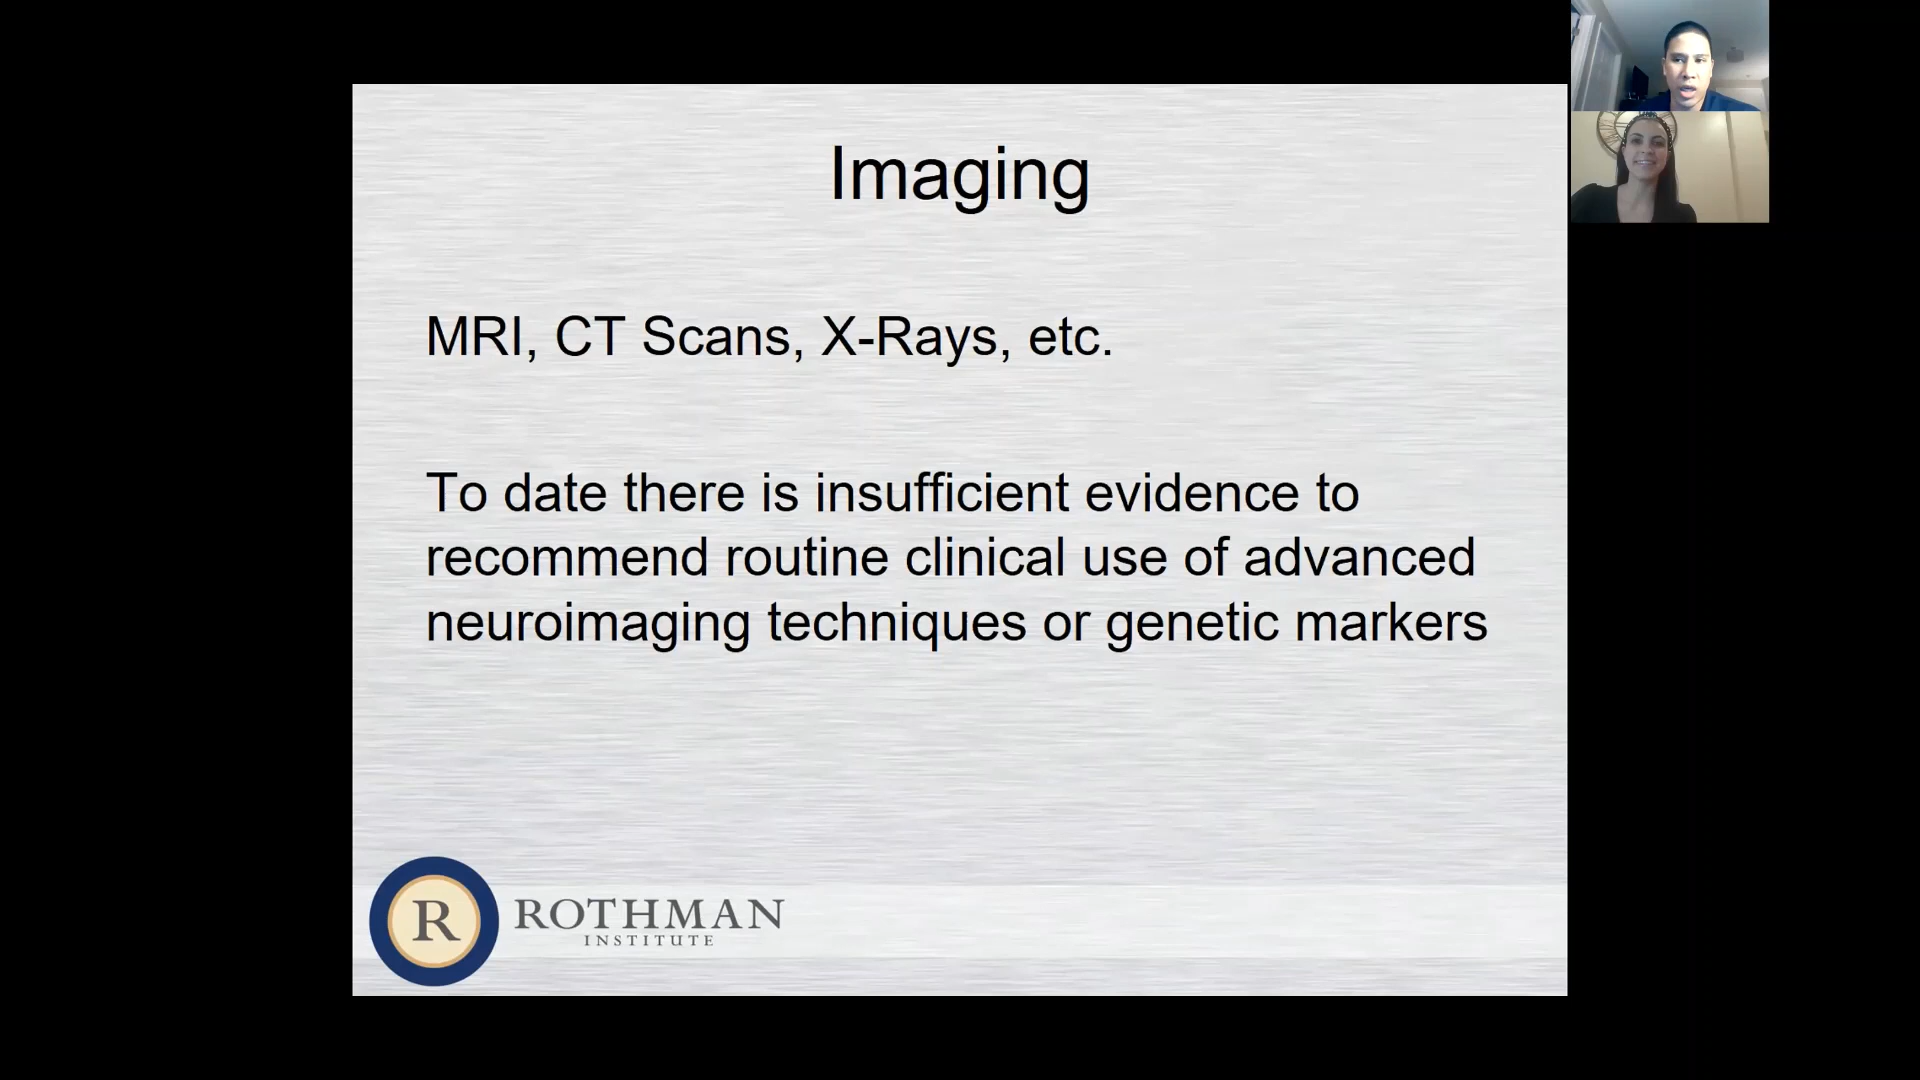 Imaging
MRI, CT Scans, X-Rays, etc.
To date there is insufficient evidence to
recommend routine clinical use of advanced
neuroimaging techniques or genetic markers
R
ROTHMAN
INSTITUTE